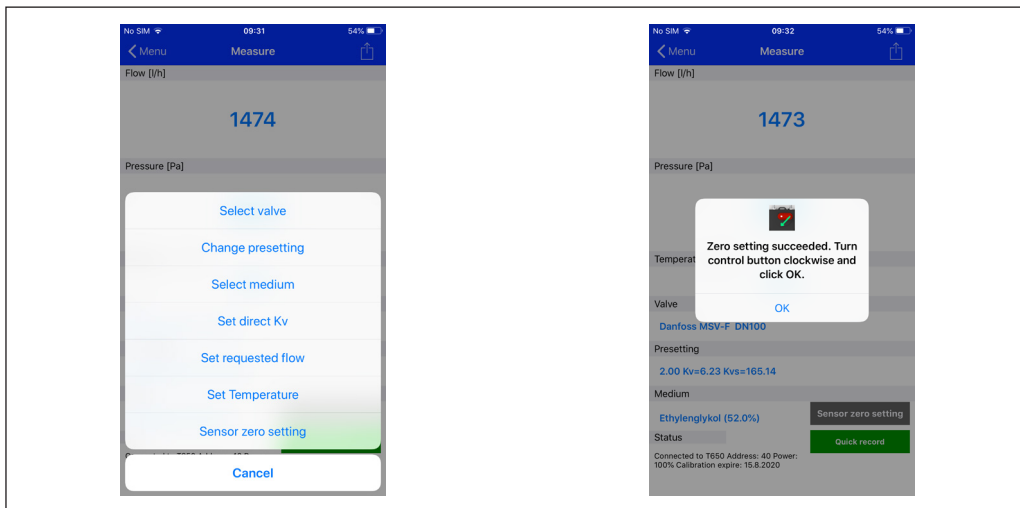 No SIM 09:31 54%
Menu Measure
Flow [l/h]
1474
Pressure [Pa]
Select valve
Change presetting
Select medium
Set direct Kv
Set requested flow
Set Temperature
Sensor zero setting
Cancel
No SIM 09:32 54%
Menu Measure
Flow [l/h]
1473
Pressure [Pa]
Zero setting succeeded. Turn
control button clockwise and
click OK.
OK
Valve
Danfoss MSV-F DN100
Presetting
2.00 Kv=6.23 Kvs=165.14
Medium
Ethylenglykol (52.0%)
Sensor zero setting
Status
Quick record
Connected to T650 Address: 40 Power:
100% Calibration expire: 15.8.2020